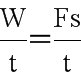 W/t = Fs/t